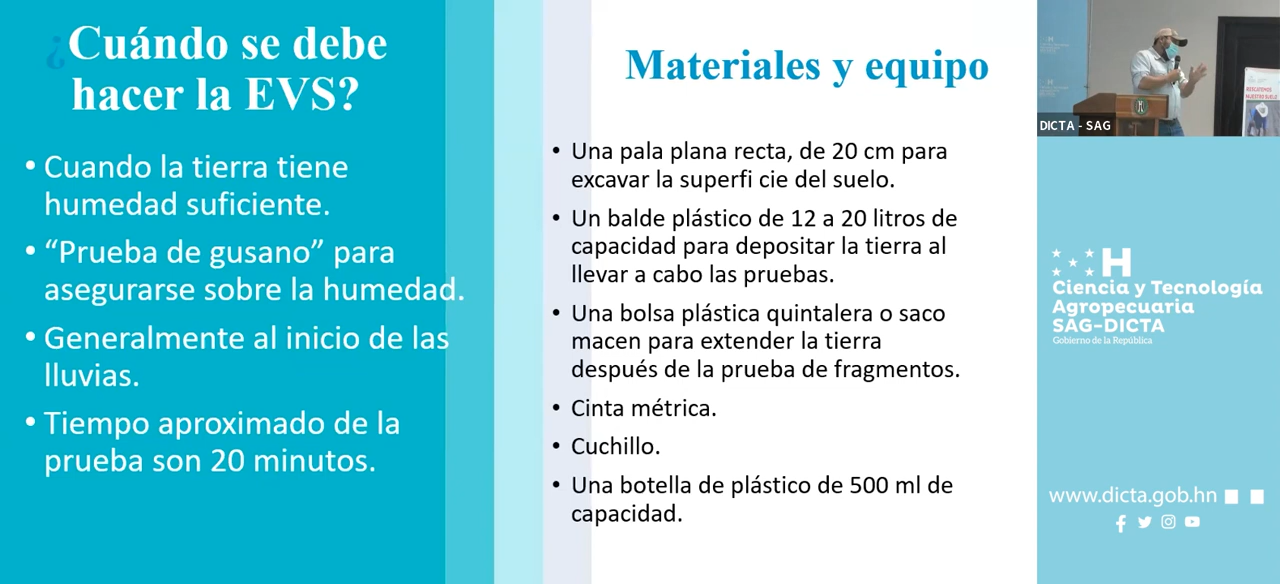 ¿Cuándo se debe
hacer la EVS?
• Cuando la tierra tiene
humedad suficiente.
• “Prueba de gusano” para
asegurarse sobre la humedad.
• Generalmente al inicio de las
lluvias.
• Tiempo aproximado de la
prueba son 20 minutos.
Materiales y equipo
• Una pala plana recta, de 20 cm para
excavar la superfi cie del suelo.
• Un balde plástico de 12 a 20 litros de
capacidad para depositar la tierra al
llevar a cabo las pruebas.
• Una bolsa plástica quintalera o saco
macen para extender la tierra
después de la prueba de fragmentos.
• Cinta métrica.
• Cuchillo.
• Una botella de plástico de 500 ml de
capacidad.
DICTA - SAG
RESCATEMOS
NUESTRO SUELO
H
Ciencia y Tecnología
Agropecuaria
SAG-DICTA
Gobierno de la República
www.dicta.gob.hn